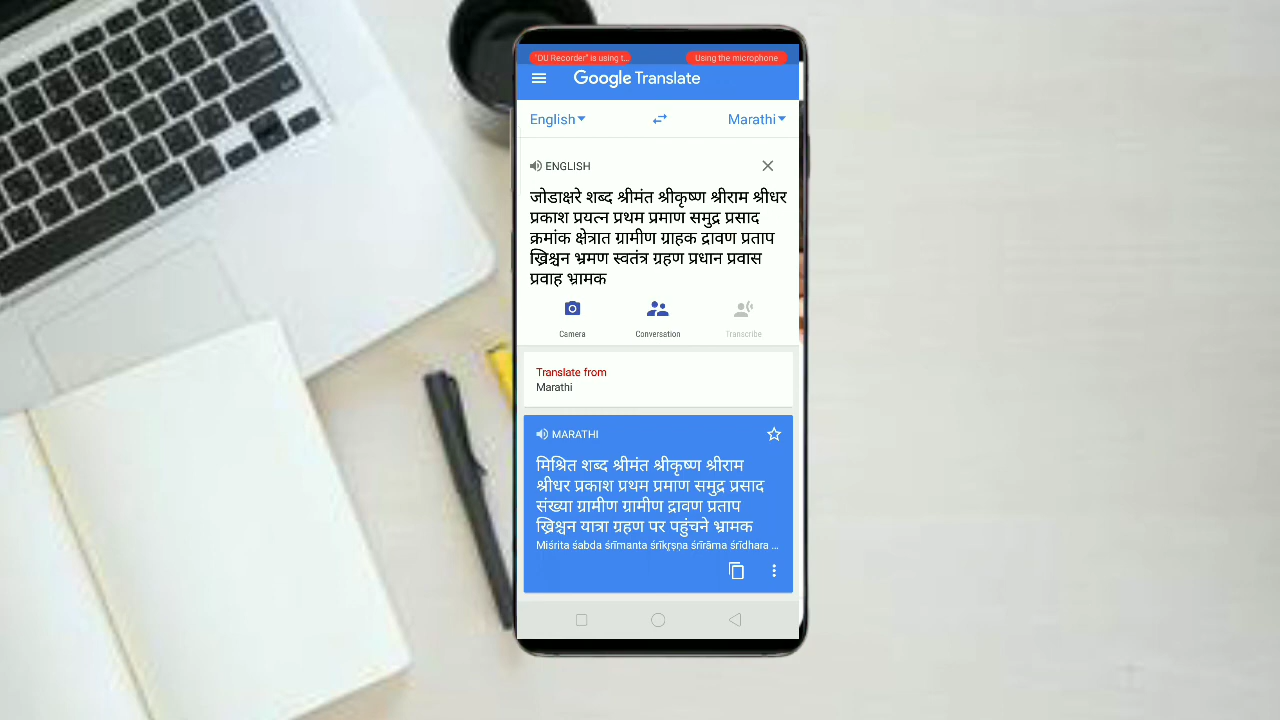 "DU Recorder" is using t...
Using the microphone
Google Translate
English
Marathi
ENGLISH
जोडाक्षरे शब्द श्रीमंत श्रीकृष्ण श्रीराम श्रीधर
प्रकाश प्रयत्न प्रथम प्रमाण समुद्र प्रसाद
क्रमांक क्षेत्रात ग्रामीण ग्राहक द्रावण प्रताप
ख्रिश्चन भ्रमण स्वतंत्र ग्रहण प्रधान प्रवास
प्रवाह भ्रामक
Camera
Conversation
Transcribe
Translate from
Marathi
MARATHI
मिश्रित शब्द श्रीमंत श्रीकृष्ण श्रीराम
श्रीधर प्रकाश प्रथम प्रमाण समुद्र प्रसाद
संख्या ग्रामीण ग्रामीण द्रावण प्रताप
ख्रिश्चन यात्रा ग्रहण पर पहुंचने भ्रामक
Miśrita śabda śrīmanta śrīkr̥ṣṇa śrīrāma śrīdhara ...